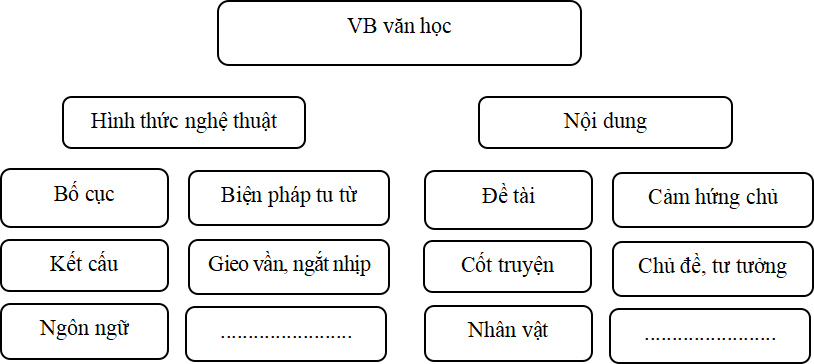 VB văn học
Hình thức nghệ thuật
Nội dung
Bố cục
Biện pháp tu từ
Đề tài
Cảm hứng chủ
Kết cấu
Gieo vần, ngắt nhịp
Cốt truyện
Chủ đề, tư tưởng
Ngôn ngữ
........................
Nhân vật
........................